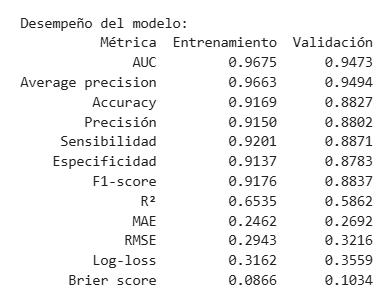 Desempeño del modelo:
Métrica Entrenamiento Validación
AUC 0.9675 0.9473
Average precision 0.9663 0.9494
Accuracy 0.9169 0.8827
Precisión 0.9150 0.8802
Sensibilidad 0.9201 0.8871
Especificidad 0.9137 0.8783
F1-score 0.9176 0.8837
R² 0.6535 0.5862
MAE 0.2462 0.2692
RMSE 0.2943 0.3216
Log-loss 0.3162 0.3559
Brier score 0.0866 0.1034